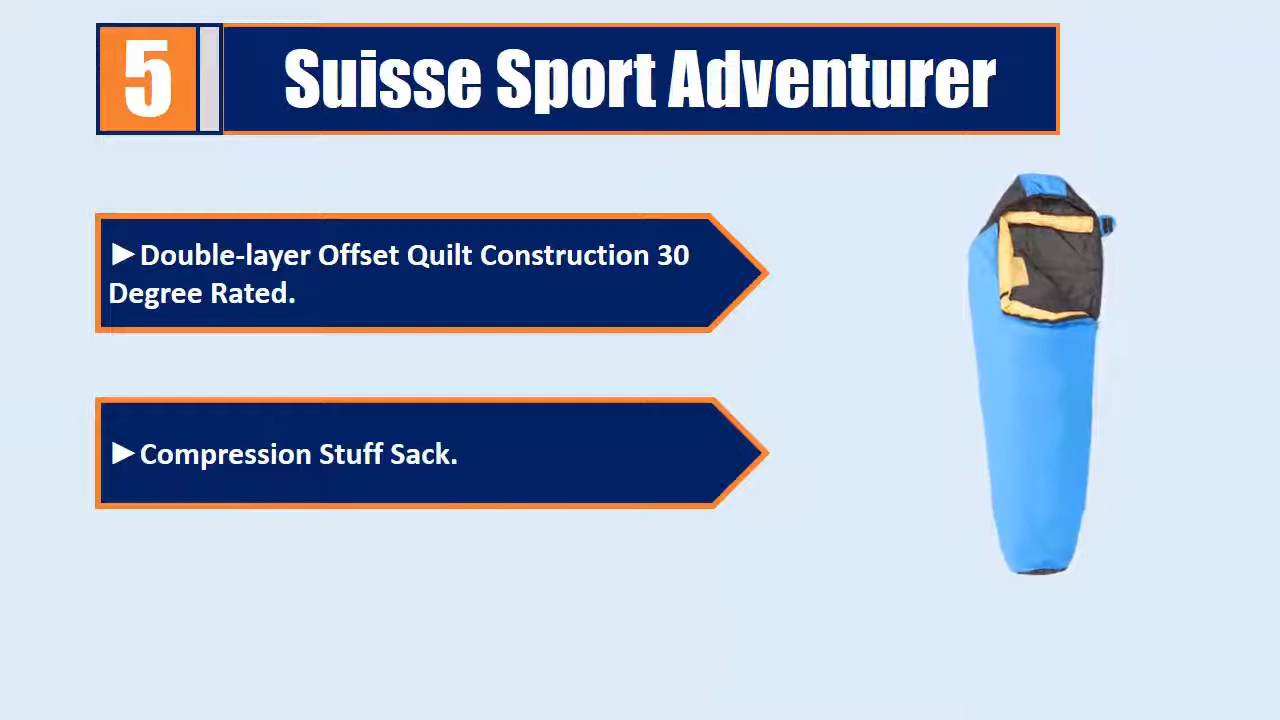 5
Suisse Sport Adventurer
►Double-layer Offset Quilt Construction 30
Degree Rated.
►Compression Stuff Sack.